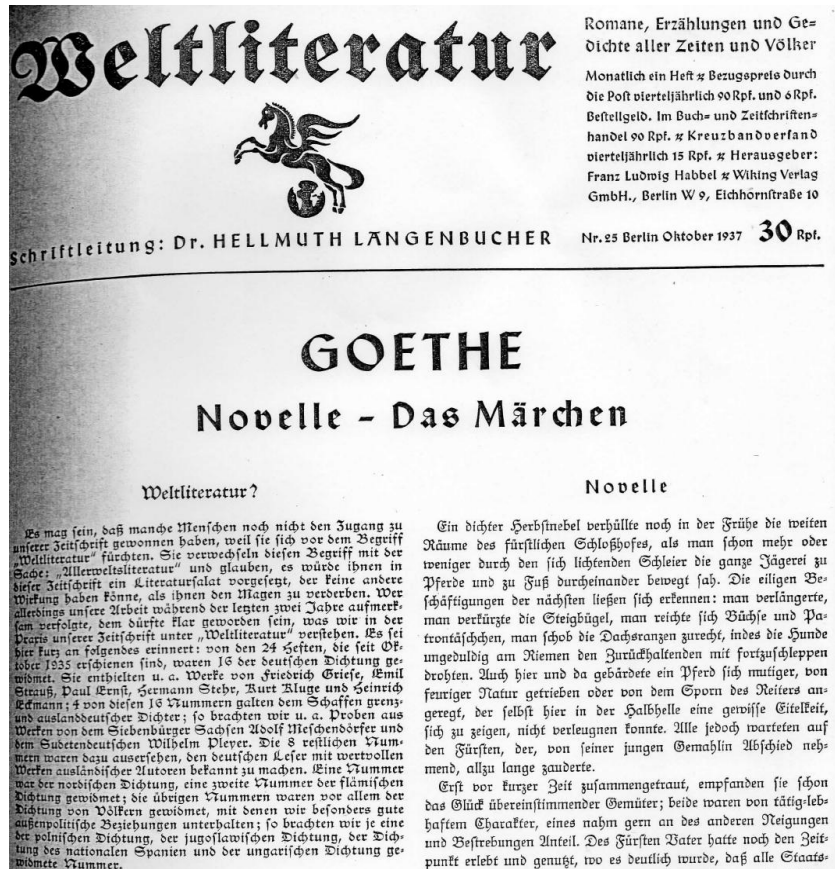 Weltliteratur
Romane, Erzählungen und Ge=
dichte aller Zeiten und Völker
Monatlich ein Heft × Bezugspreis durch
die Post vierteljährlich 90 Rpf. und 6 Rpf.
Bestellgeld. Im Buch= und Zeitschriften=
handel 90 Rpf. × Kreuzbandversand
vierteljährlich 15 Rpf. × Herausgeber:
Franz Ludwig Habbel × Wiking Verlag
GmbH., Berlin W 9, Eichhornstraße 10
Schriftleitung: Dr. HELLMUTH LANGENBUCHER
Nr. 25 Berlin Oktober 1937 30 Rpf.
GOETHE
Novelle - Das Märchen
Weltliteratur?
Es mag sein, daß manche Menschen noch nicht den Zugang zu
unserer Zeitschrift gewonnen haben, weil sie sich vor dem Begriff
„Weltliteratur“ fürchten. Sie verwechseln diesen Begriff mit der
Sache: „Allerweltsliteratur“ und glauben, es würde ihnen in
dieser Zeitschrift ein Literatursalat vorgesetzt, der keine andere
Wirkung haben könne, als ihnen den Magen zu verderben. Wer
allerdings unsere Arbeit während der letzten zwei Jahre aufmerk=
sam verfolgte, dem dürfte klar geworden sein, was wir in der
Praxis unserer Zeitschrift unter „Weltliteratur“ verstehen. Es sei
hier kurz an folgendes erinnert: von den 24 Heften, die seit Ok=
tober 1935 erschienen sind, waren 16 der deutschen Dichtung ge=
widmet. Sie enthielten u. a. Werke von Friedrich Griese, Emil
Strauß, Paul Ernst, Hermann Stehr, Kurt Kluge und Heinrich
Eckmann; 4 von diesen 16 Nummern galten dem Schaffen grenz=
und auslanddeutscher Dichter; so brachten wir u. a. Proben aus
Werken von dem Siebenbürger Sachsen Adolf Meschendörfer und
dem Sudetendeutschen Wilhelm Pleyer. Die 8 restlichen Num=
mern waren dazu ausersehen, den deutschen Leser mit wertvollen
Werken ausländischer Autoren bekannt zu machen. Eine Nummer
war der nordischen Dichtung, eine zweite Nummer der flämischen
Dichtung gewidmet; die übrigen Nummern waren vor allem der
Dichtung von Völkern gewidmet, mit denen wir besonders gute
außenpolitische Beziehungen unterhalten; so brachten wir je eine
der polnischen Dichtung, der jugoslawischen Dichtung, der Dich=
tung des nationalen Spanien und der ungarischen Dichtung ge=
widmete Nummer.
Novelle
Ein dichter Herbstnebel verhüllte noch in der Frühe die weiten
Räume des fürstlichen Schloßhofes, als man schon mehr oder
weniger durch den sich lichtenden Schleier die ganze Jägerei zu
Pferde und zu Fuß durcheinander bewegt sah. Die eiligen Be=
schäftigungen der nächsten ließen sich erkennen: man verlängerte,
man verkürzte die Steigbügel, man reichte sich Büchse und Pa=
trontäschchen, man schob die Dachsranzen zurecht, indes die Hunde
ungeduldig am Riemen den Zurückhaltenden mit fortzuschleppen
drohten. Auch hier und da gebärdete ein Pferd sich mutiger, von
feuriger Natur getrieben oder von dem Sporn des Reiters an=
geregt, der selbst hier in der Halbhelle eine gewisse Eitelkeit,
sich zu zeigen, nicht verleugnen konnte. Alle jedoch warteten auf
den Fürsten, der, von seiner jungen Gemahlin Abschied neh=
mend, allzu lange zauderte.
Erst vor kurzer Zeit zusammengetraut, empfanden sie schon
das Glück übereinstimmender Gemüter; beide waren von tätig=leb=
haftem Charakter, eines nahm gern an des anderen Neigungen
und Bestrebungen Anteil. Des Fürsten Vater hatte noch den Zeit=
punkt erlebt und genutzt, wo es deutlich wurde, daß alle Staats=